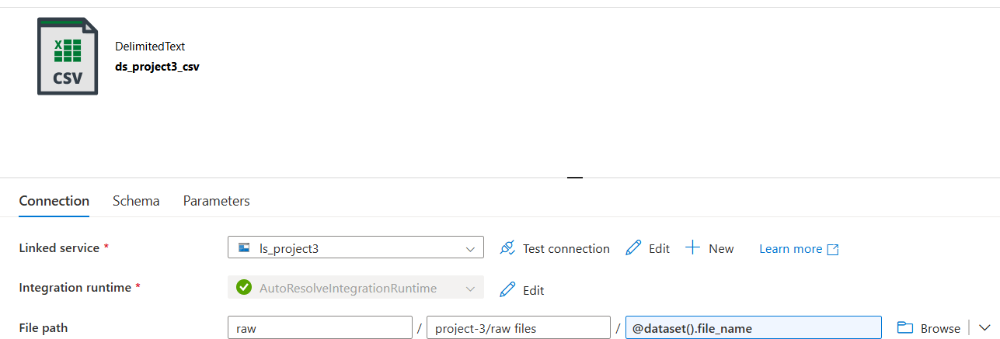 X
CSV
DelimitedText
ds_project3_csv
Connection Schema Parameters
Linked service * ls_project3 Test connection Edit New Learn more
Integration runtime * AutoResolveIntegrationRuntime Edit
File path raw / project-3/raw files / @dataset().file_name Browse